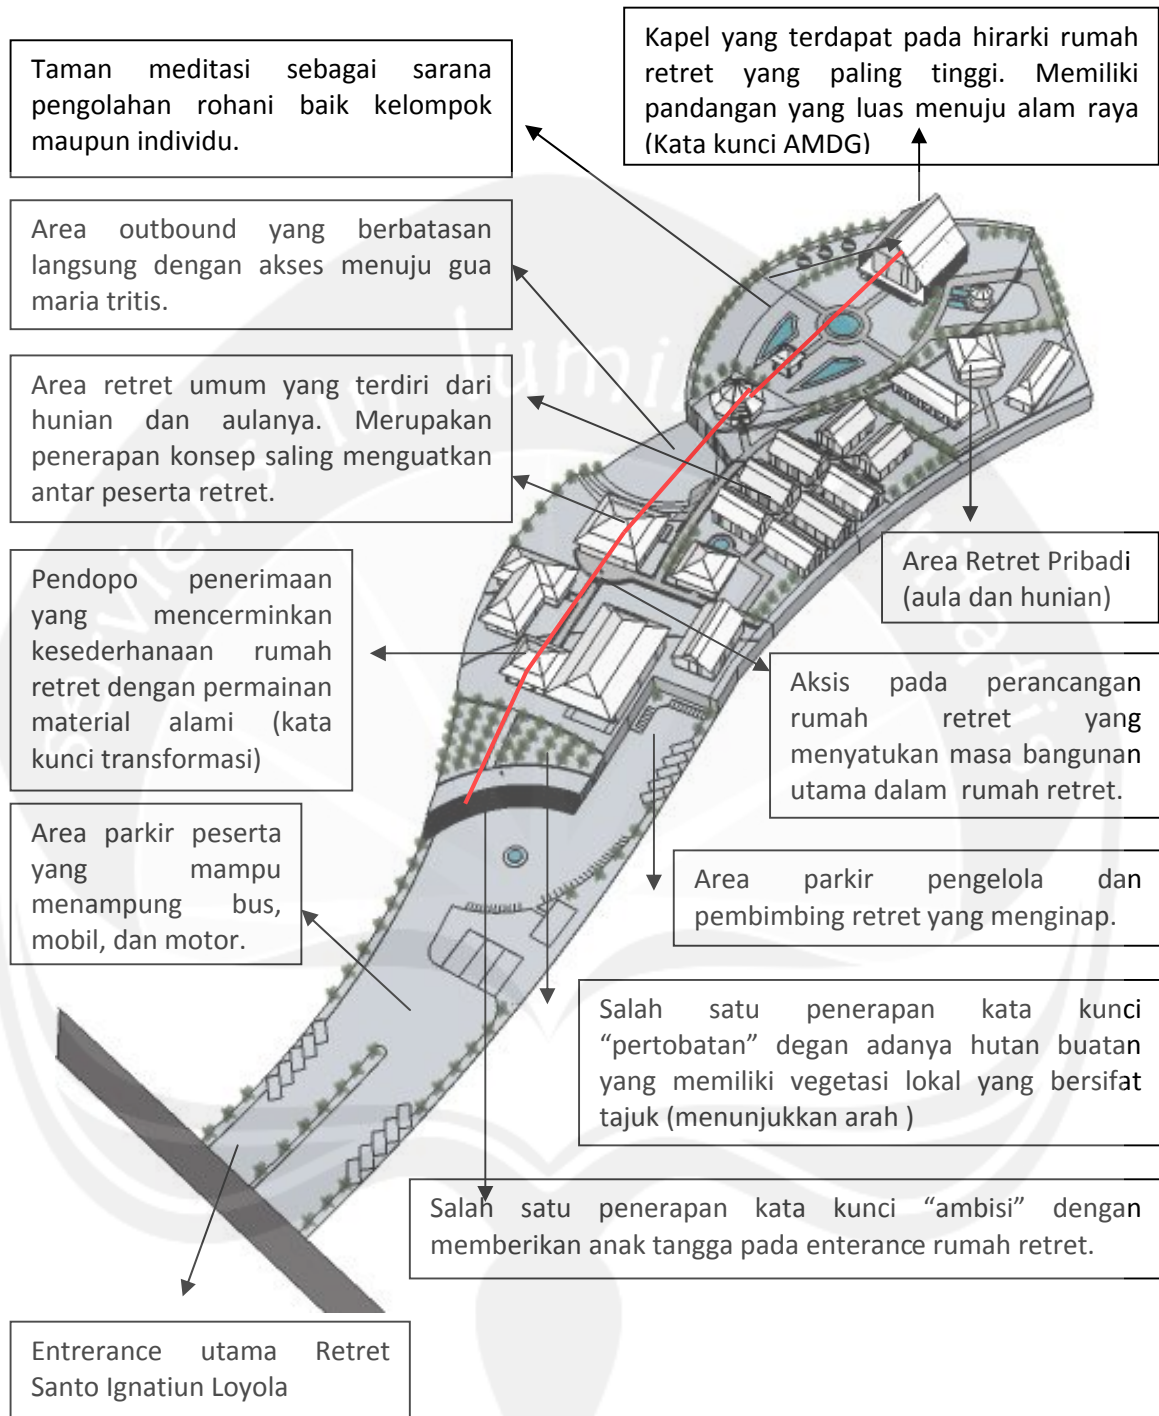 Kapel yang terdapat pada hirarki rumah
retret yang paling tinggi. Memiliki
pandangan yang luas menuju alam raya
(Kata kunci AMDG)
Taman meditasi sebagai sarana
pengolahan rohani baik kelompok
maupun individu.
Area outbound yang berbatasan
langsung dengan akses menuju gua
maria tritis.
Area retret umum yang terdiri dari
hunian dan aulanya. Merupakan
penerapan konsep saling menguatkan
antar peserta retret.
Area Retret Pribadi
(aula dan hunian)
Pendopo penerimaan
yang mencerminkan
kesederhanaan rumah
retret dengan permainan
material alami (kata
kunci transformasi)
Aksis pada perancangan
rumah retret yang
menyatukan masa bangunan
utama dalam rumah retret.
Area parkir peserta
yang mampu
menampung bus,
mobil, dan motor.
Area parkir pengelola dan
pembimbing retret yang menginap.
Salah satu penerapan kata kunci
“pertobatan” degan adanya hutan buatan
yang memiliki vegetasi lokal yang bersifat
tajuk (menunjukkan arah )
Salah satu penerapan kata kunci “ambisi” dengan
memberikan anak tangga pada enterance rumah retret.
Entrerance utama Retret
Santo Ignatiun Loyola